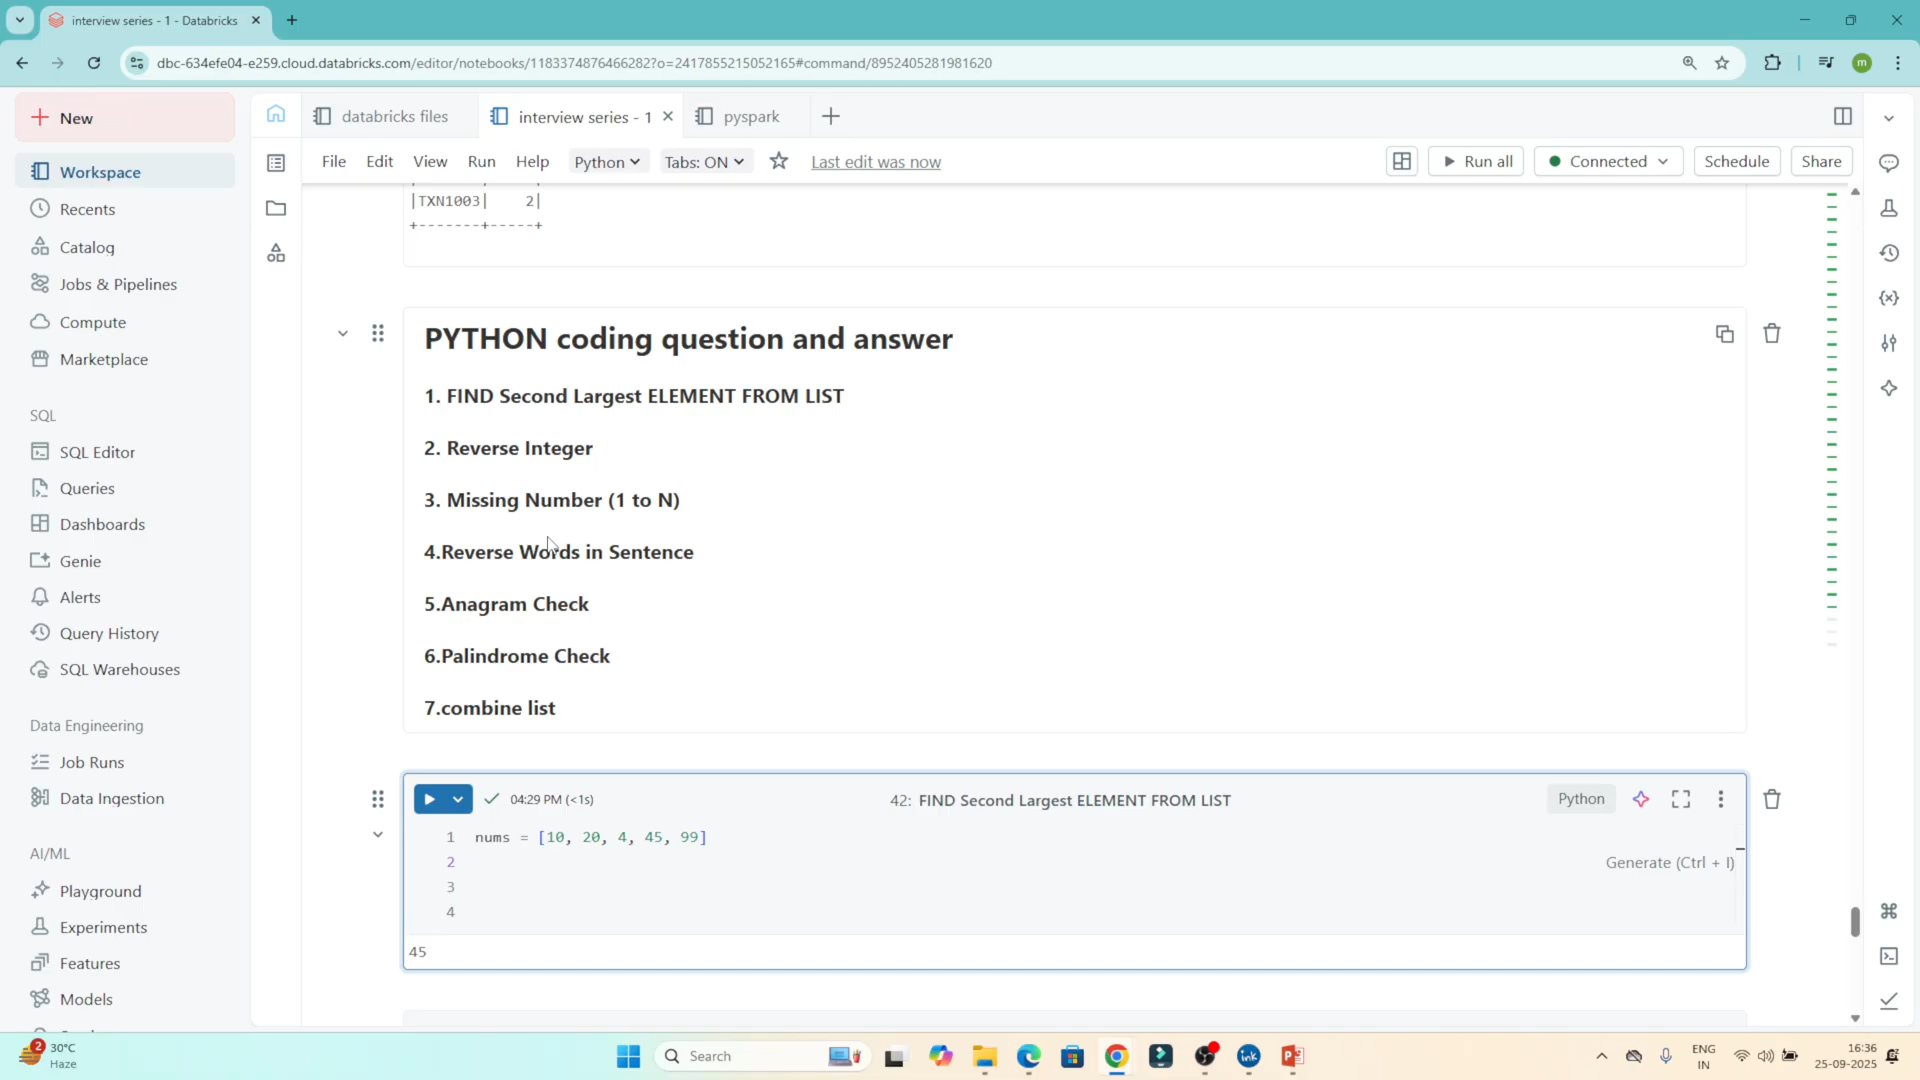 interview series - 1 - Databricks
dbc-634efe04-e259.cloud.databricks.com/editor/notebooks/1183374876466282?o=2417855215052165#command/8952405281981620
m
New
databricks files
interview series - 1
pyspark
File Edit View Run Help Python Tabs: ON Last edit was now
Run all Connected Schedule Share
Workspace
Recents
Catalog
Jobs & Pipelines
Compute
Marketplace
SQL
SQL Editor
Queries
Dashboards
Genie
Alerts
Query History
SQL Warehouses
Data Engineering
Job Runs
Data Ingestion
AI/ML
Playground
Experiments
Features
Models
|TXN1003| 2|
+-------+-----+
PYTHON coding question and answer
1. FIND Second Largest ELEMENT FROM LIST
2. Reverse Integer
3. Missing Number (1 to N)
4.Reverse Words in Sentence
5.Anagram Check
6.Palindrome Check
7.combine list
04:29 PM (<1s)
42: FIND Second Largest ELEMENT FROM LIST
Python
1 nums = [10, 20, 4, 45, 99]
2
Generate (Ctrl + I)
3
4
45
2
30°C
Haze
Search
ink
ENG
IN
16:36
25-09-2025